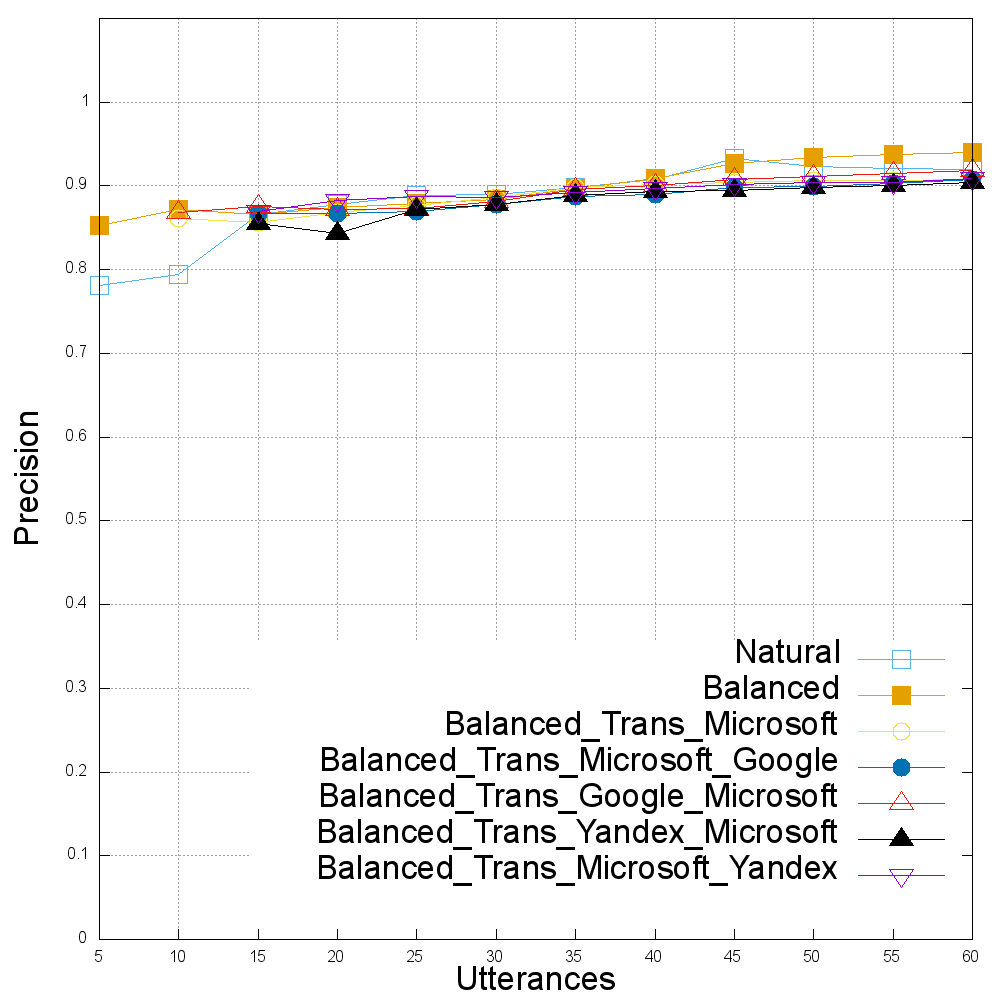 1
0.9
0.8
0.7
0.6
0.5
0.4
0.3
0.2
0.1
0
Precision
Natural
Balanced
Balanced_Trans_Microsoft
Balanced_Trans_Microsoft_Google
Balanced_Trans_Google_Microsoft
Balanced_Trans_Yandex_Microsoft
Balanced_Trans_Microsoft_Yandex
5 10 15 20 25 30 35 40 45 50 55 60
Utterances